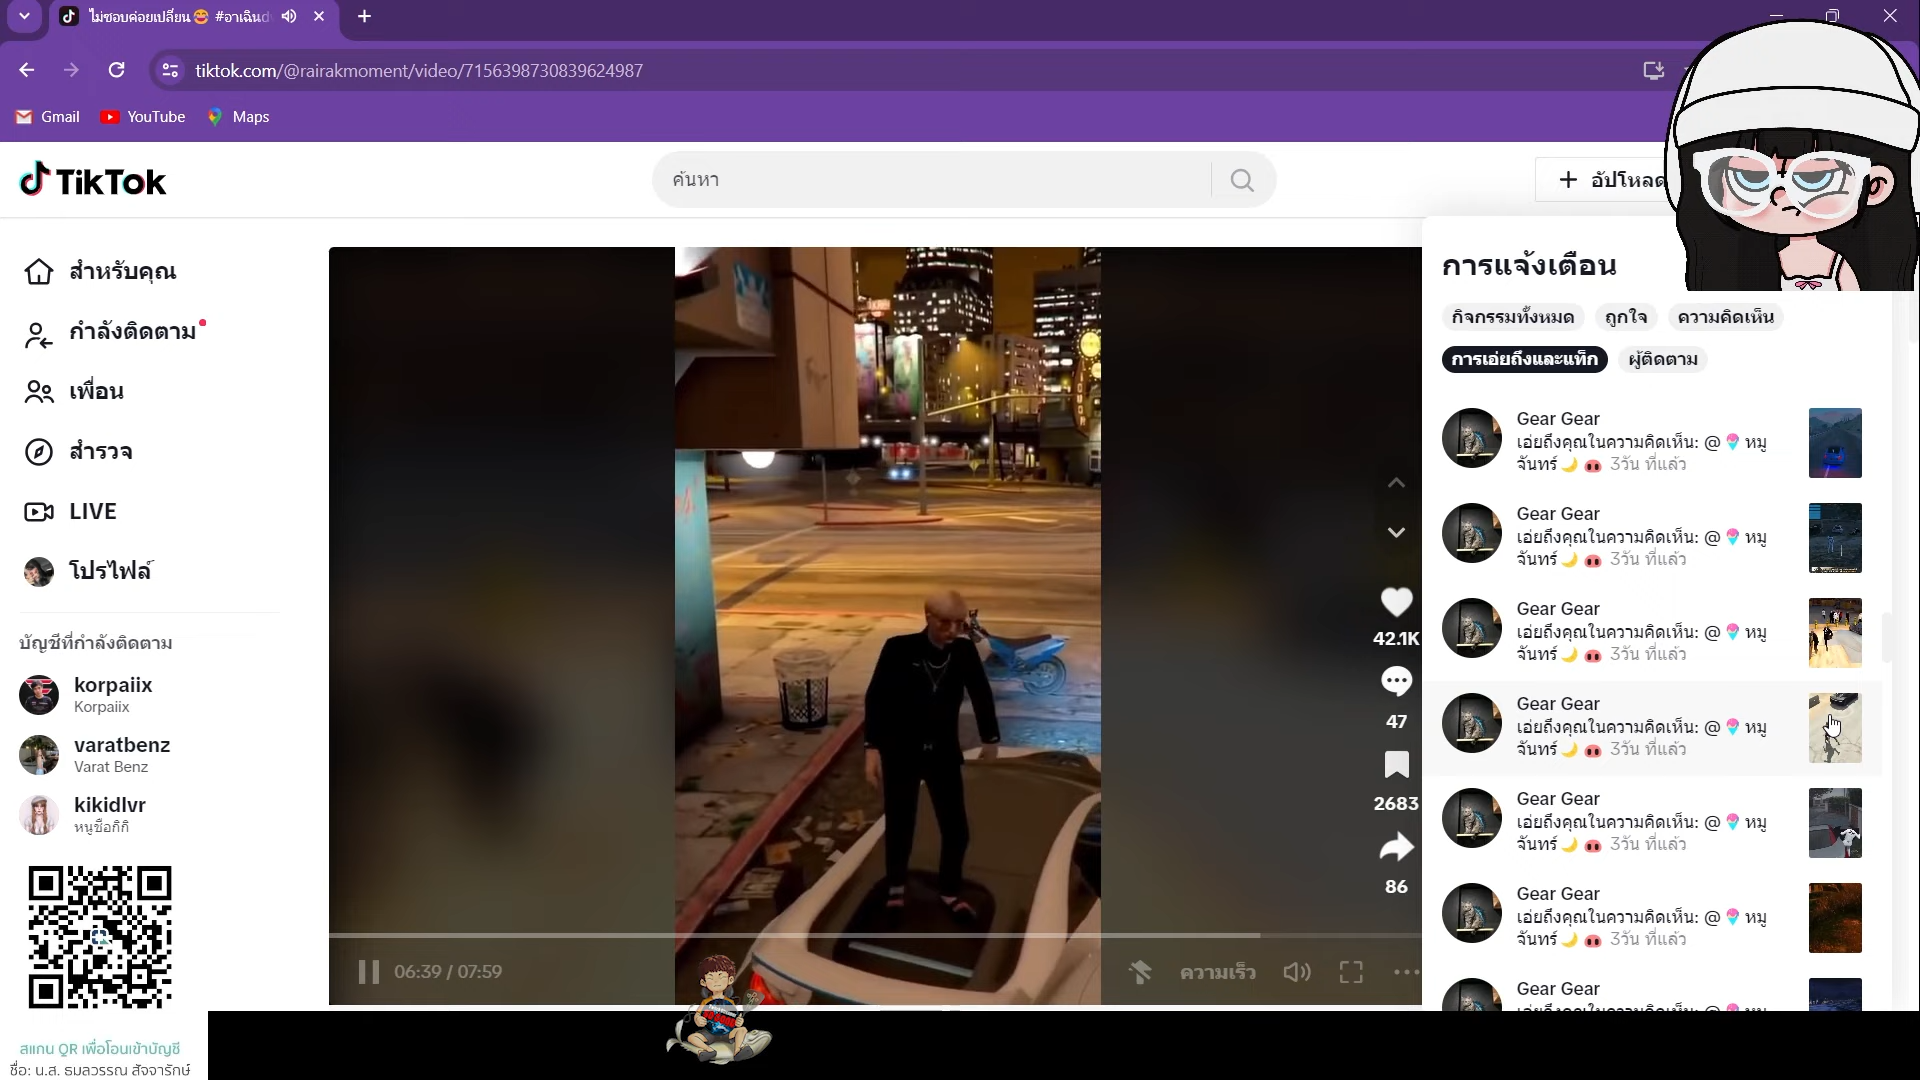 ไม่ชอบค่อยเปลี่ยน😂 #อาเฉินd
tiktok.com/@rairakmoment/video/7156398730839624987
Gmail
YouTube
Maps
TikTok
ค้นหา
อัปโหลด
สำหรับคุณ
กำลังติดตาม
เพื่อน
สำรวจ
LIVE
โปรไฟล์
บัญชีที่กำลังติดตาม
korpaiix
Korpaiix
varatbenz
Varat Benz
kikidlvr
หนูชื่อกิกิ
สแกน QR เพื่อโอนเข้าบัญชี
ชื่อ: น.ส. ธมลวรรณ สัจจารักษ์
42.1K
47
2683
86
06:39 / 07:59
ความเร็ว
การแจ้งเตือน
กิจกรรมทั้งหมด
ถูกใจ
ความคิดเห็น
การเอ่ยถึงและแท็ก
ผู้ติดตาม
Gear Gear
เอ่ยถึงคุณในความคิดเห็น: @🍧 หมู
จันทร์🌙 🐽 3วัน ที่แล้ว
Gear Gear
เอ่ยถึงคุณในความคิดเห็น: @🍧 หมู
จันทร์🌙 🐽 3วัน ที่แล้ว
Gear Gear
เอ่ยถึงคุณในความคิดเห็น: @🍧 หมู
จันทร์🌙 🐽 3วัน ที่แล้ว
Gear Gear
เอ่ยถึงคุณในความคิดเห็น: @🍧 หมู
จันทร์🌙 🐽 3วัน ที่แล้ว
Gear Gear
เอ่ยถึงคุณในความคิดเห็น: @🍧 หมู
จันทร์🌙 🐽 3วัน ที่แล้ว
Gear Gear
เอ่ยถึงคุณในความคิดเห็น: @🍧 หมู
จันทร์🌙 🐽 3วัน ที่แล้ว
Gear Gear